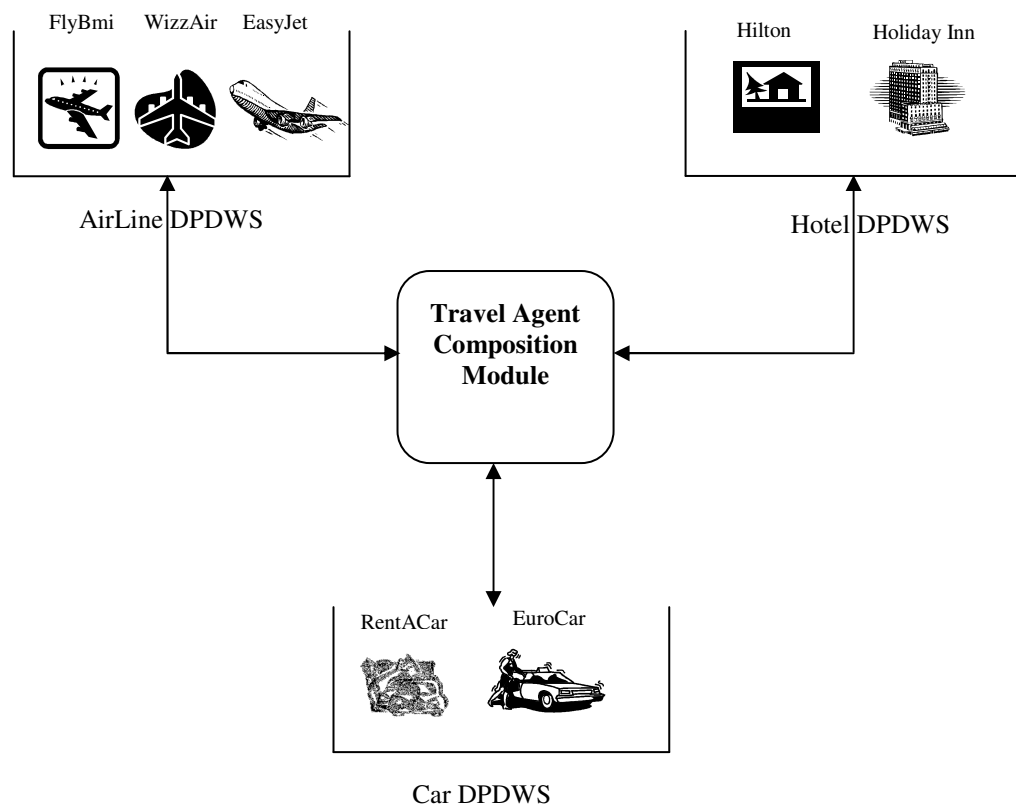 FlyBmi WizzAir EasyJet
Hilton Holiday Inn
AirLine DPDWS
Hotel DPDWS
Travel Agent
Composition
Module
RentACar EuroCar
Car DPDWS